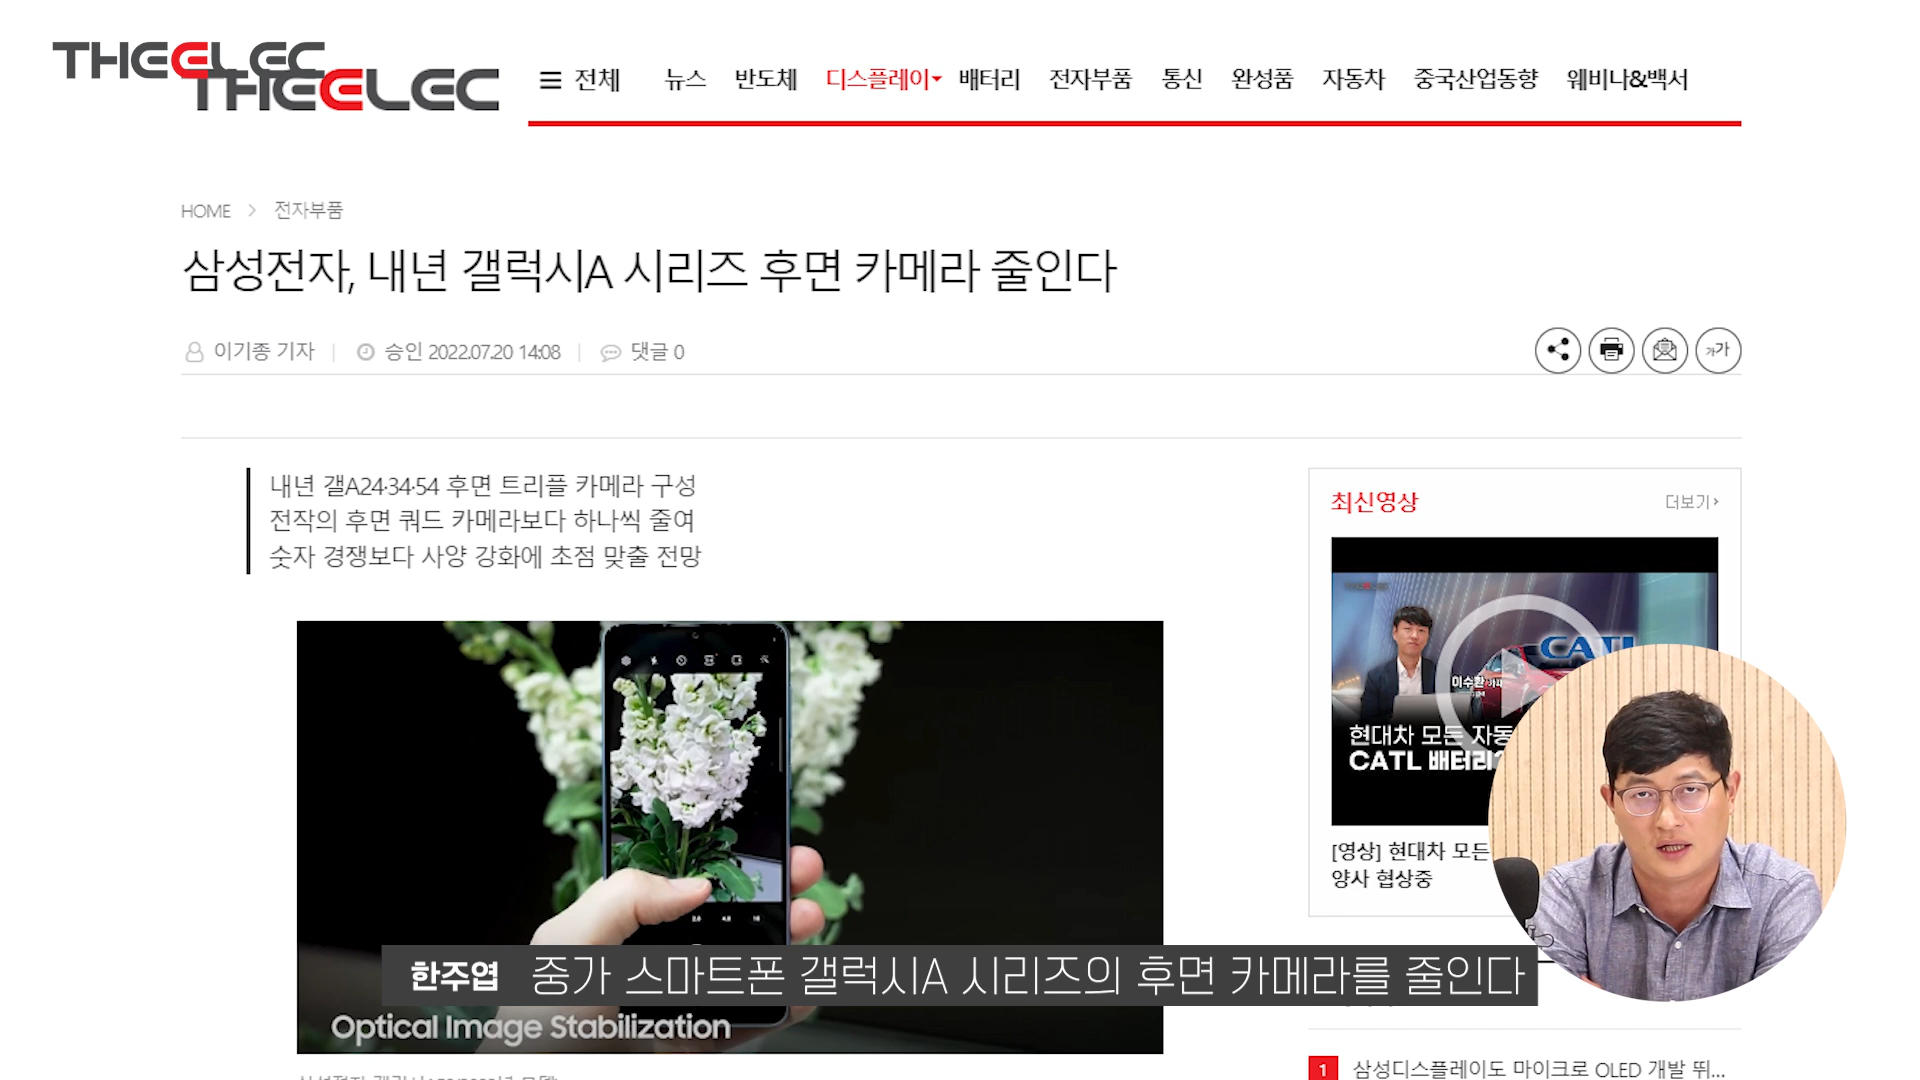 THEELEC
THEELEC
전체 뉴스 반도체 디스플레이 배터리 전자부품 통신 완성품 자동차 중국산업동향 웨비나&백서
HOME > 전자부품
삼성전자, 내년 갤럭시A 시리즈 후면 카메라 줄인다
이기종 기자 | 승인 2022.07.20 14:08 | 댓글 0
가가
내년 갤A24·34·54 후면 트리플 카메라 구성
전작의 후면 쿼드 카메라보다 하나씩 줄여
숫자 경쟁보다 사양 강화에 초점 맞출 전망
최신영상
더보기>
CATL
이수환 기자
현대차 모든 자동
CATL 배터리
[영상] 현대차 모든
양사 협상중
한주엽 중가 스마트폰 갤럭시A 시리즈의 후면 카메라를 줄인다
Optical Image Stabilization
1 삼성디스플레이도 마이크로 OLED 개발 뛰...